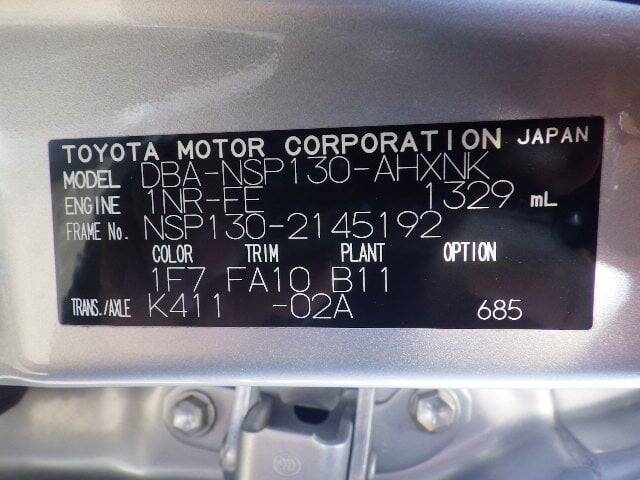 TOYOTA MOTOR CORPORATION JAPAN
MODEL DBA-NSP130-AHXNK
ENGINE 1NR-FE 1329 mL
FRAME No. NSP130-2145192
COLOR TRIM PLANT OPTION
1F7 FA10 B11
TRANS./AXLE K411 -02A 685